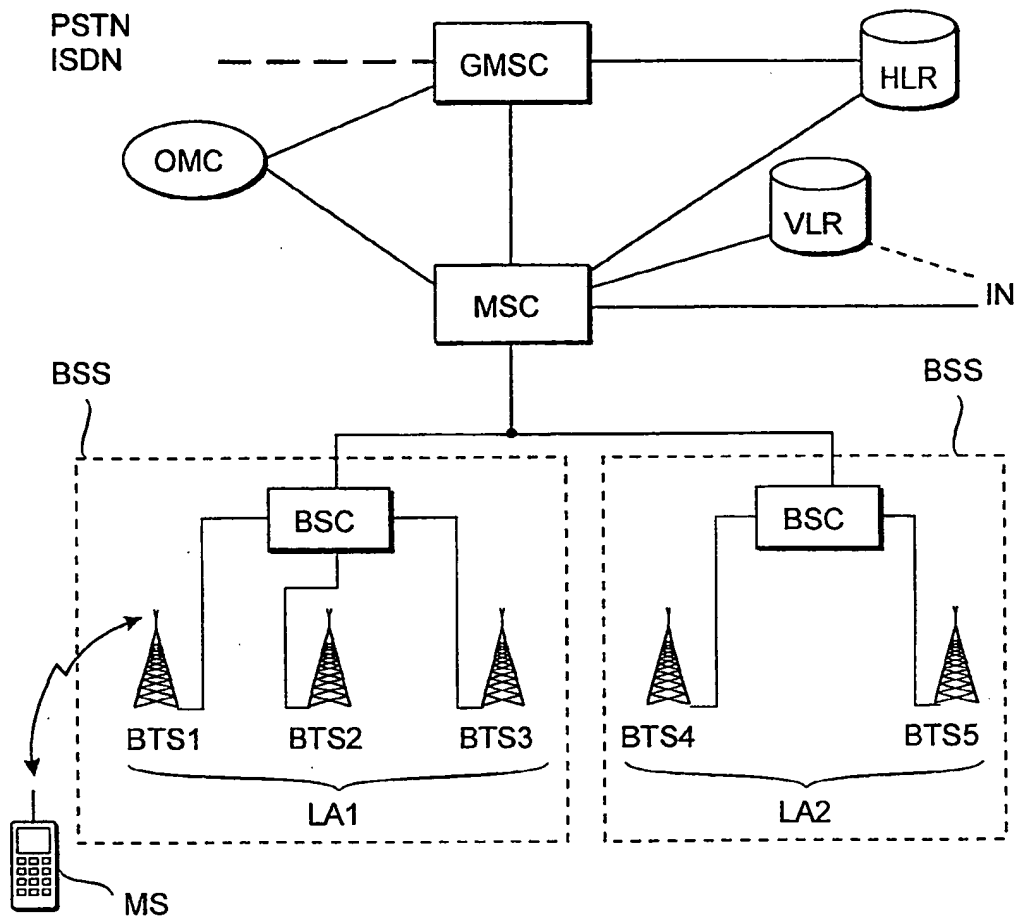 PSTN
ISDN
GMSC
HLR
OMC
VLR
MSC
IN
BSS
BSS
BSC
BSC
BTS1
BTS2
BTS3
BTS4
BTS5
LA1
LA2
MS